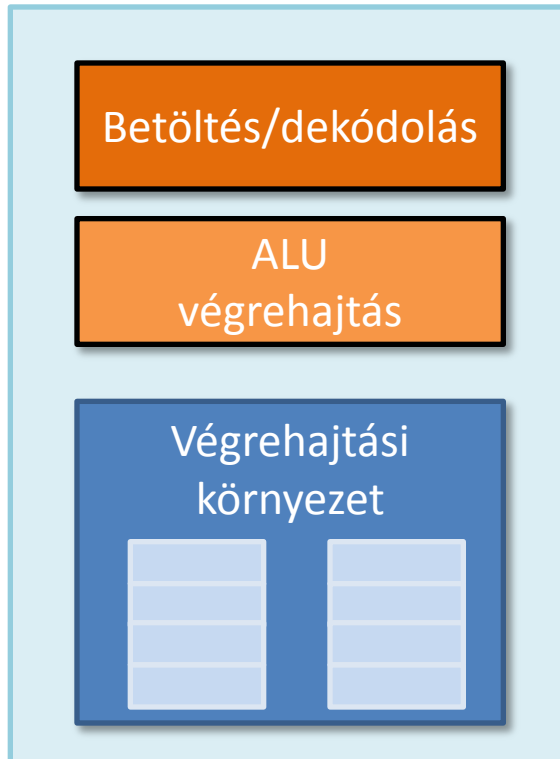 Betöltés/dekódolás
ALU
végrehajtás
Végrehajtási
környezet